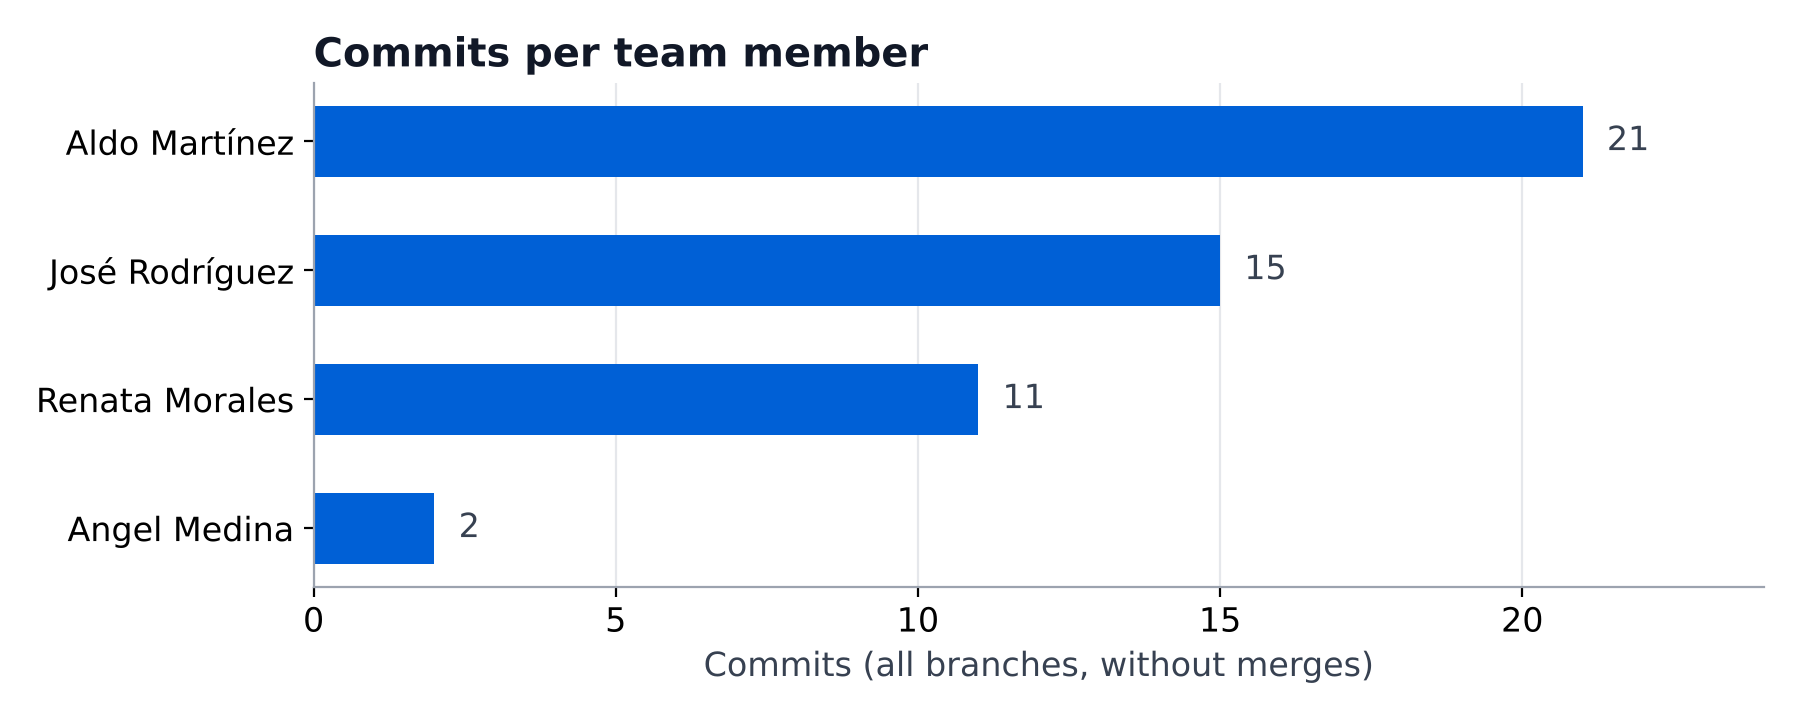 Commits per team member
Aldo Martínez 21
José Rodríguez 15
Renata Morales 11
Angel Medina 2
0 5 10 15 20
Commits (all branches, without merges)